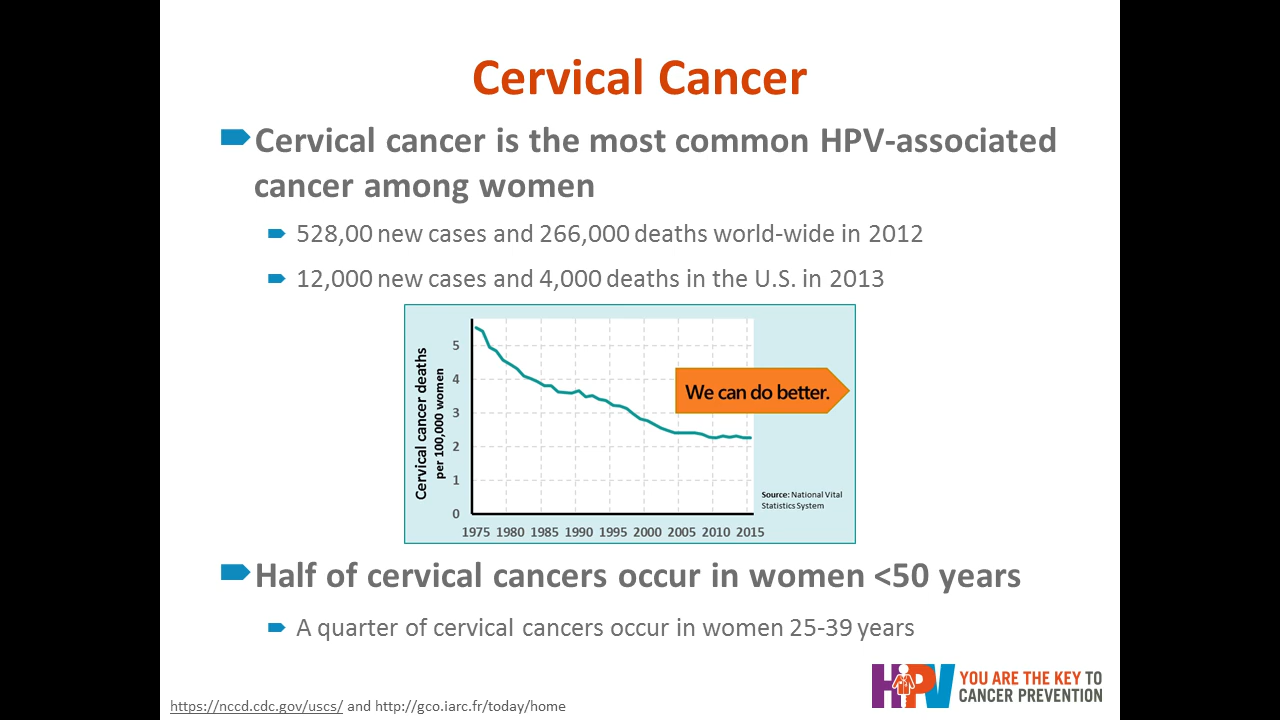 Cervical Cancer
Cervical cancer is the most common HPV-associated
cancer among women
528,00 new cases and 266,000 deaths world-wide in 2012
12,000 new cases and 4,000 deaths in the U.S. in 2013
Cervical cancer deaths
per 100,000 women
5
4
3
2
1
0
We can do better.
Source: National Vital
Statistics System
1975 1980 1985 1990 1995 2000 2005 2010 2015
Half of cervical cancers occur in women <50 years
A quarter of cervical cancers occur in women 25-39 years
HPV
YOU ARE THE KEY TO
CANCER PREVENTION
https://nccd.cdc.gov/uscs/ and http://gco.iarc.fr/today/home